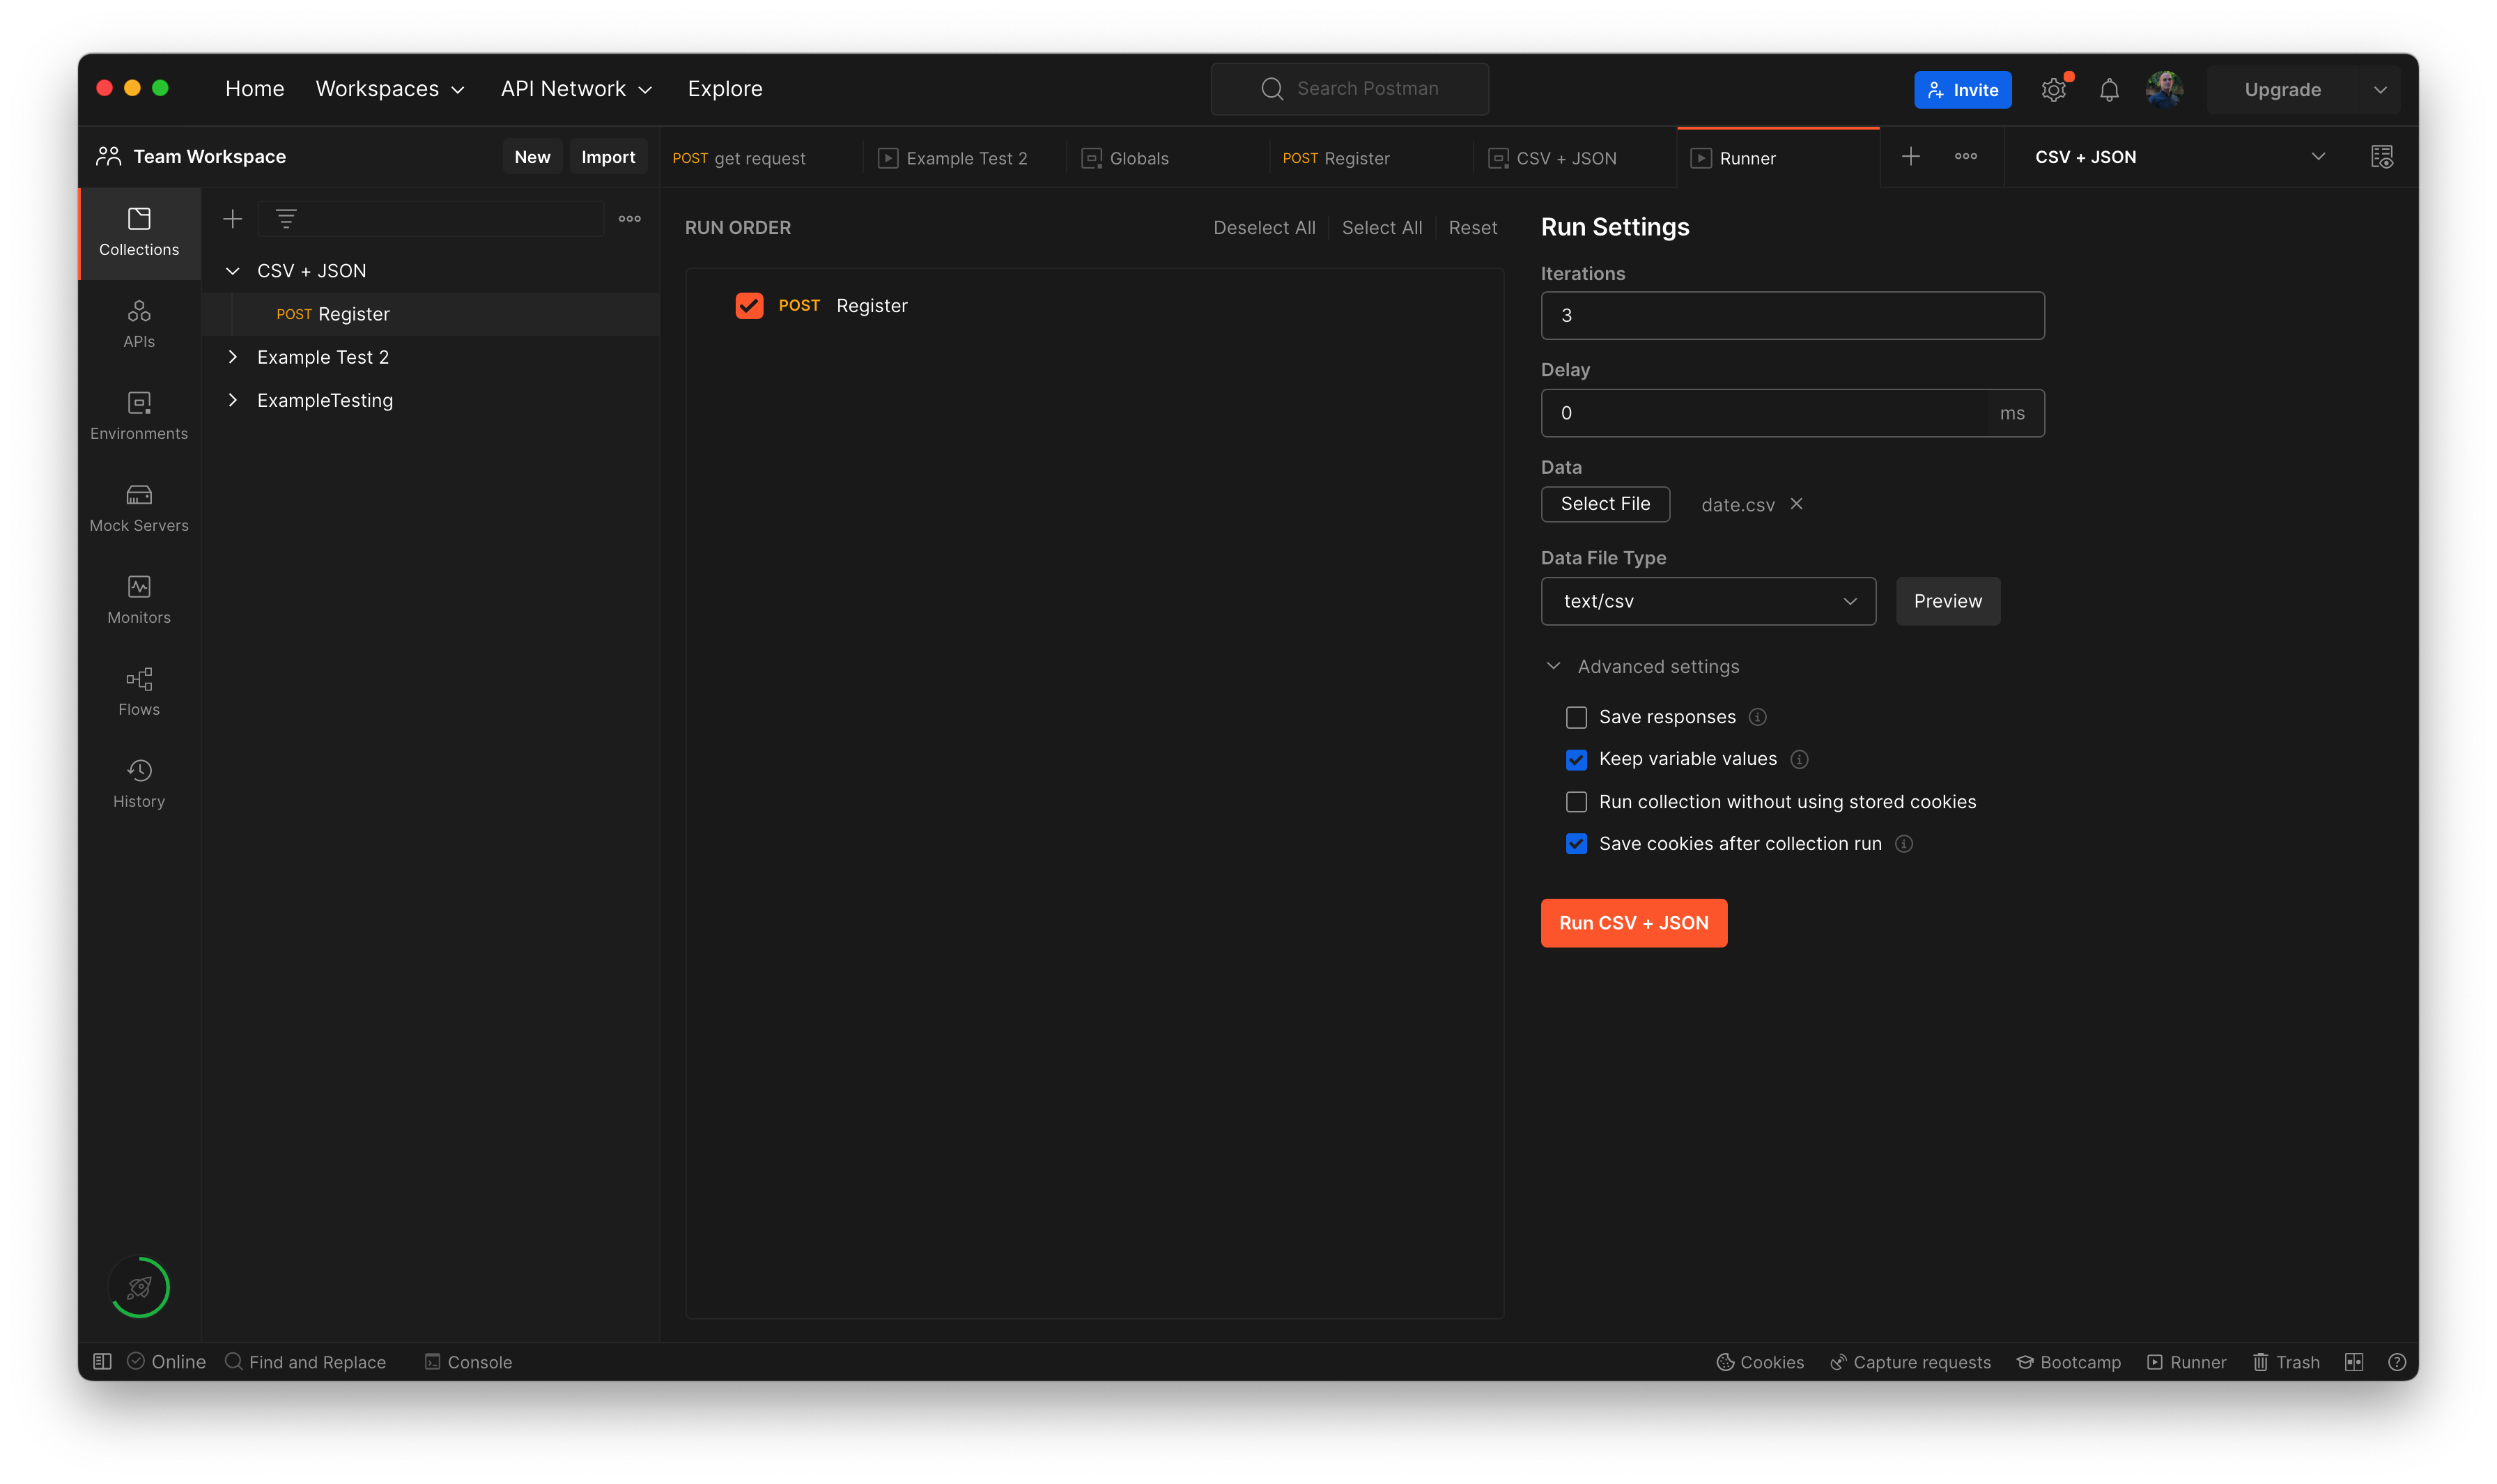 Home Workspaces API Network Explore Search Postman Invite Upgrade
Team Workspace New Import POST get request Example Test 2 Globals POST Register CSV + JSON Runner CSV + JSON
Collections
APIs
Environments
Mock Servers
Monitors
Flows
History
CSV + JSON
POST Register
Example Test 2
ExampleTesting
RUN ORDER Deselect All Select All Reset
POST Register
Run Settings
Iterations
3
Delay
0 ms
Data
Select File date.csv
Data File Type
text/csv Preview
Advanced settings
Save responses
Keep variable values
Run collection without using stored cookies
Save cookies after collection run
Run CSV + JSON
Online Find and Replace Console Cookies Capture requests Bootcamp Runner Trash